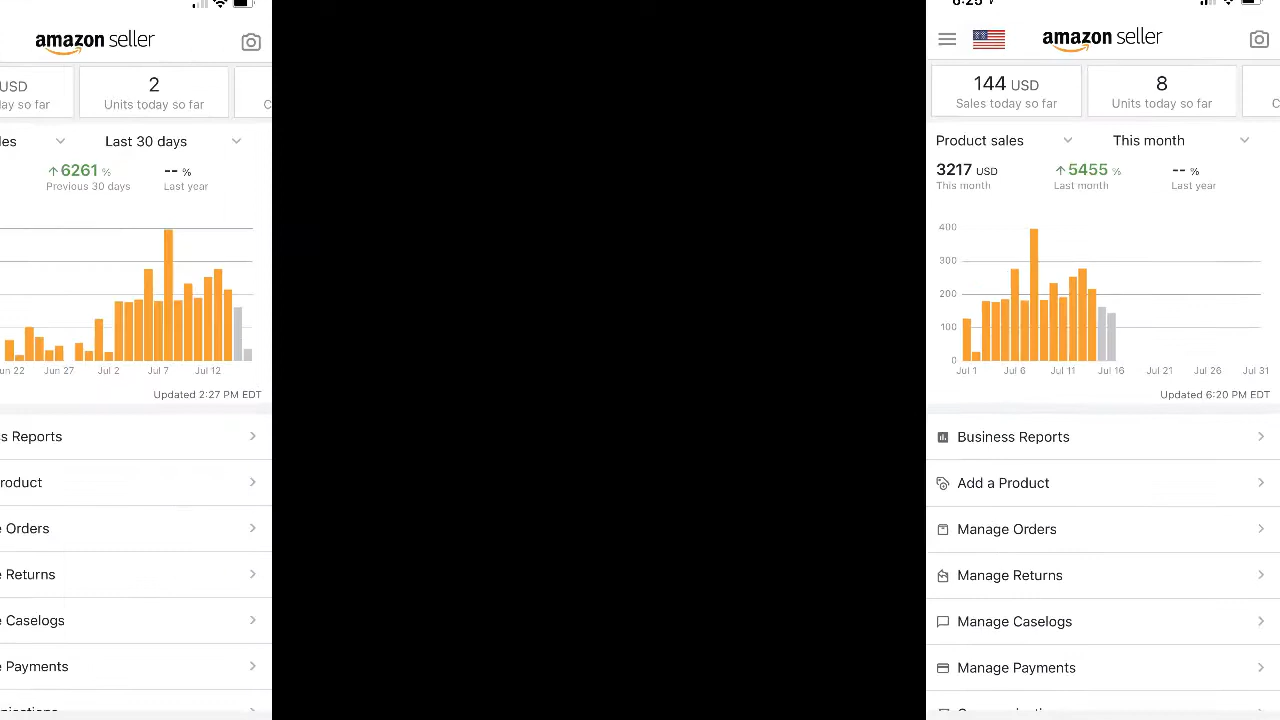 amazon seller
USD
ay so far
2
Units today so far
C
les
Last 30 days
↑6261 %
Previous 30 days
-- %
Last year
un 22
Jun 27
Jul 2
Jul 7
Jul 12
Updated 2:27 PM EDT
s Reports
roduct
e Orders
e Returns
e Caselogs
e Payments
6:25
amazon seller
144 USD
Sales today so far
8
Units today so far
C
Product sales
This month
3217 USD
This month
↑5455 %
Last month
-- %
Last year
400
300
200
100
0
Jul 1
Jul 6
Jul 11
Jul 16
Jul 21
Jul 26
Jul 31
Updated 6:20 PM EDT
Business Reports
Add a Product
Manage Orders
Manage Returns
Manage Caselogs
Manage Payments